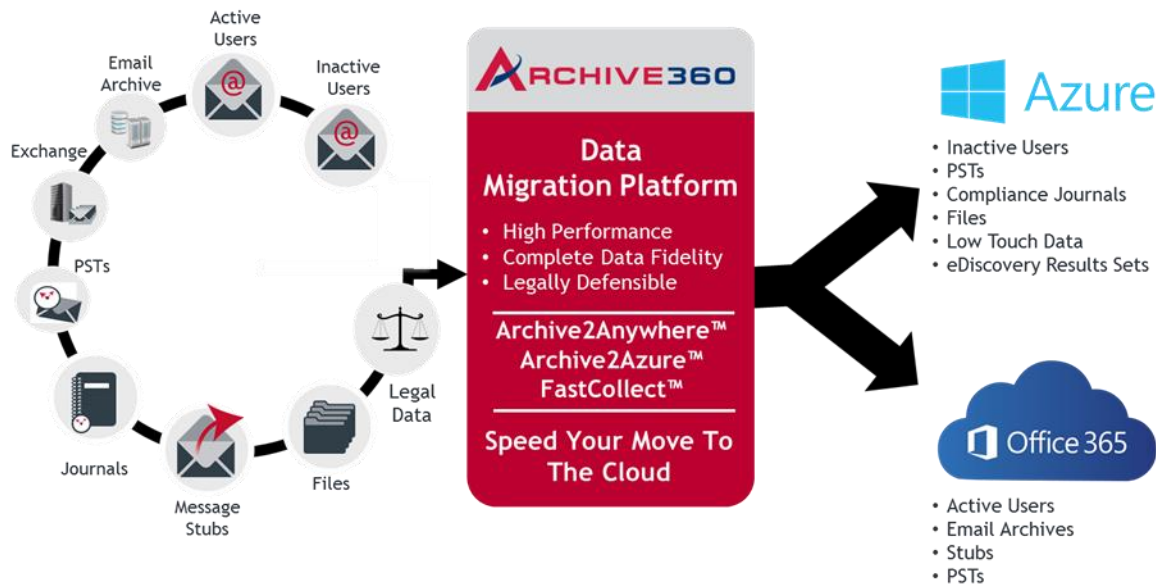 Active
Users
Email
Archive
Inactive
Users
Exchange
PSTs
Journals
Message
Stubs
Files
Legal
Data
@
@
ARCHIVE360
Data
Migration Platform
• High Performance
• Complete Data Fidelity
• Legally Defensible
Archive2Anywhere™
Archive2Azure™
FastCollect™
Speed Your Move To
The Cloud
Azure
• Inactive Users
• PSTs
• Compliance Journals
• Files
• Low Touch Data
• eDiscovery Results Sets
Office 365
• Active Users
• Email Archives
• Stubs
• PSTs